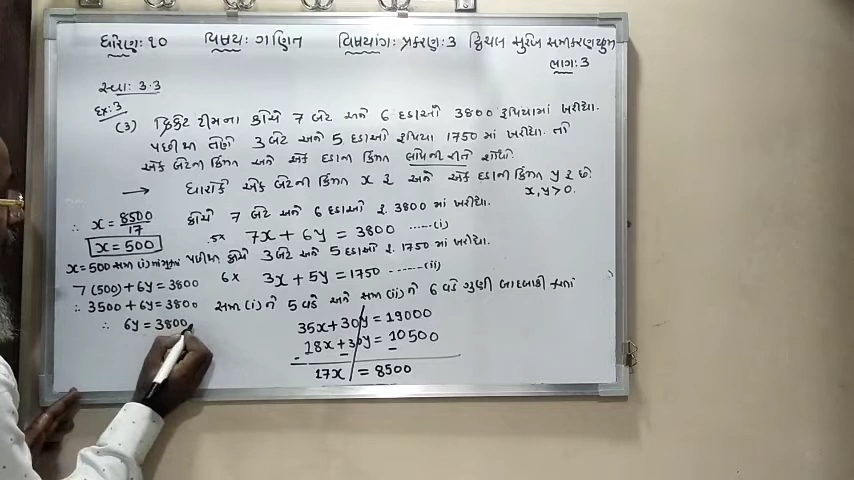 ધોરણ: ૧૦ વિષય: ગણિત વિષયાંગ: પ્રકરણ: 3 દ્વિચલ સુરેખ સમીકરણયુગ્મ
ભાગ: 3
સ્વા: 3.3
Ex: 3
(3) ક્રિકેટ ટીમના કોચે 7 બેટ અને 6 દડાઓ 3800 રૂપિયામાં ખરીદ્યા.
પછીથી તેણે 3 બેટ અને 5 દડાઓ રૂપિયા 1750 માં ખરીદ્યા. તો
એક બેટની કિંમત અને એક દડાની કિંમત લોપની રીતે શોધો.
→ ધારોકે એક બેટની કિંમત x રૂ અને એક દડાની કિંમત y રૂ છે.
x, y > 0.
કોચે 7 બેટ અને 6 દડાઓ રૂ. 3800 માં ખરીદ્યા.
5x 7x + 6y = 3800 ......(i)
પછીથી કોચે 3 બેટ અને 5 દડાઓ રૂ. 1750 માં ખરીદ્યા.
6x 3x + 5y = 1750 ......(ii)
સમી (i) ને 5 વડે અને સમી (ii) ને 6 વડે ગુણી બાદબાકી કરતાં
35x + 30y = 19000
18x + 30y = 10500
- - -
17x = 8500
∴ x = 8500/17
x = 500
x = 500 સમી (i) માં મૂકતાં
7 (500) + 6y = 3800
∴ 3500 + 6y = 3800
∴ 6y = 3800